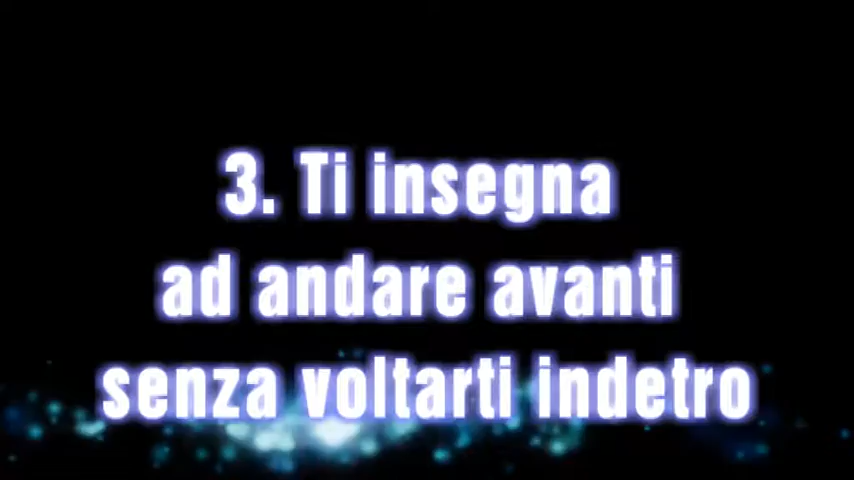 3. Ti insegna
ad andare avanti
senza voltarti indetro